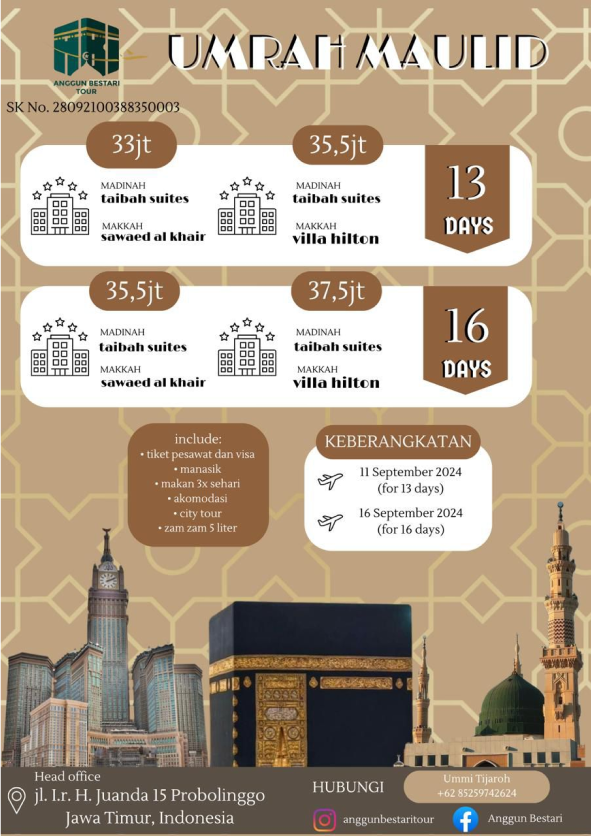 ANGGUN BESTARI
TOUR
UMRAH MAULID
SK No. 28092100388350003
33jt
MADINAH
taibah suites
MAKKAH
sawaed al khair
35,5jt
MADINAH
taibah suites
MAKKAH
villa hilton
13
DAYS
35,5jt
MADINAH
taibah suites
MAKKAH
sawaed al khair
37,5jt
MADINAH
taibah suites
MAKKAH
villa hilton
16
DAYS
include:
• tiket pesawat dan visa
• manasik
• makan 3x sehari
• akomodasi
• city tour
• zam zam 5 liter
KEBERANGKATAN
11 September 2024
(for 13 days)
16 September 2024
(for 16 days)
Head office
jl. I.r. H. Juanda 15 Probolinggo
Jawa Timur, Indonesia
HUBUNGI
Ummi Tijaroh
+62 85259742624
anggunbestaritour
Anggun Bestari